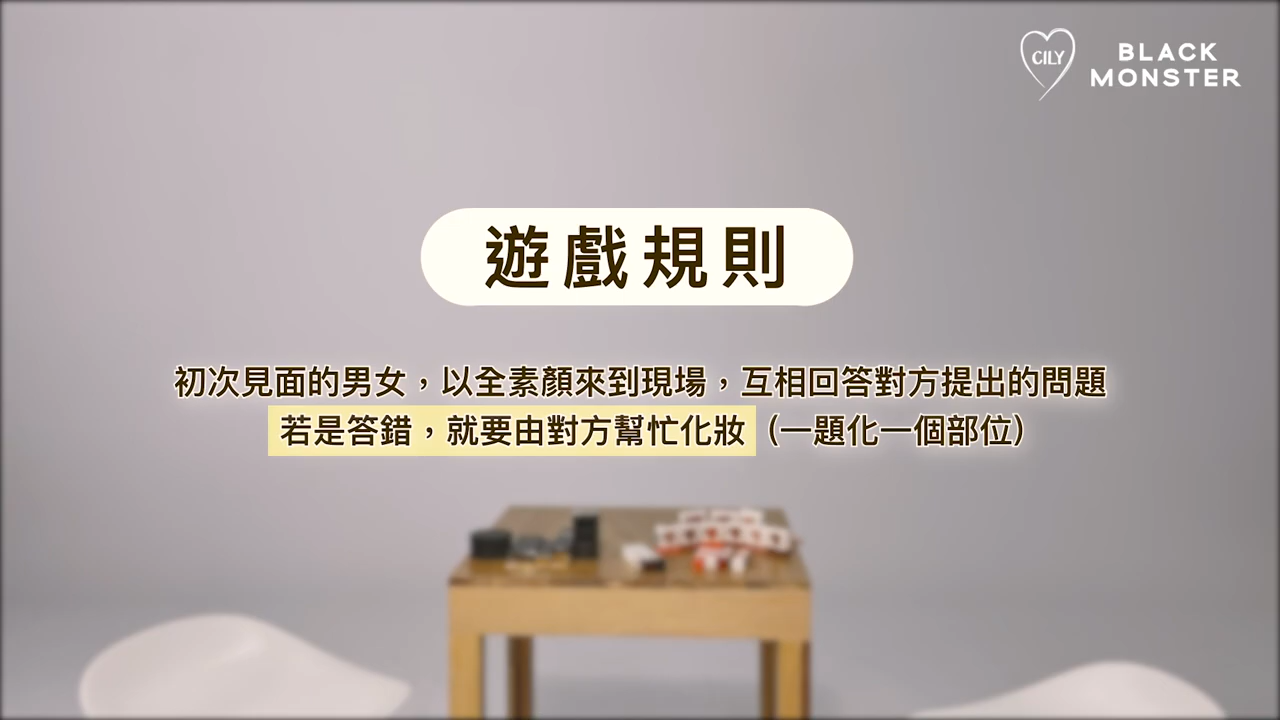 CILY
BLACK
MONSTER
遊戲規則
初次見面的男女，以全素顏來到現場，互相回答對方提出的問題
若是答錯，就要由對方幫忙化妝（一題化一個部位）